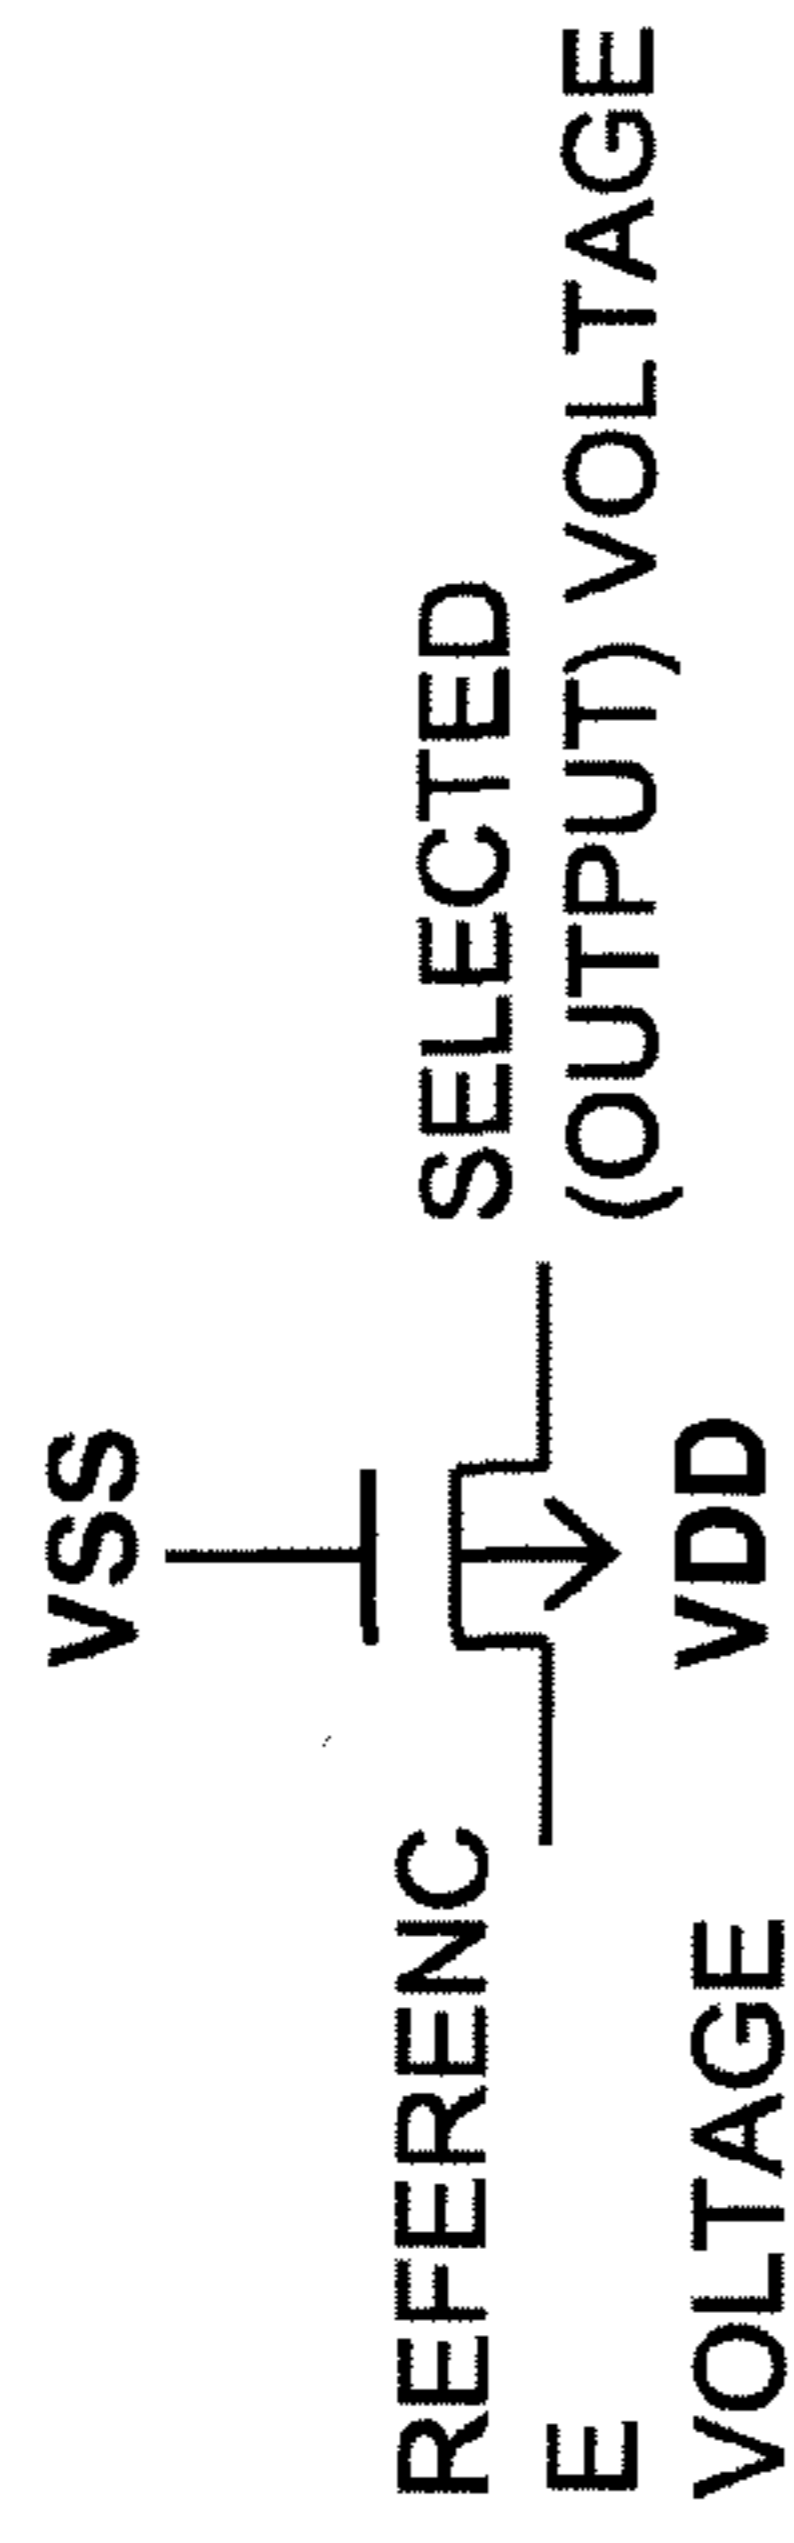 VSS
REFERENC
E
VOLTAGE
SELECTED
(OUTPUT) VOLTAGE
VDD